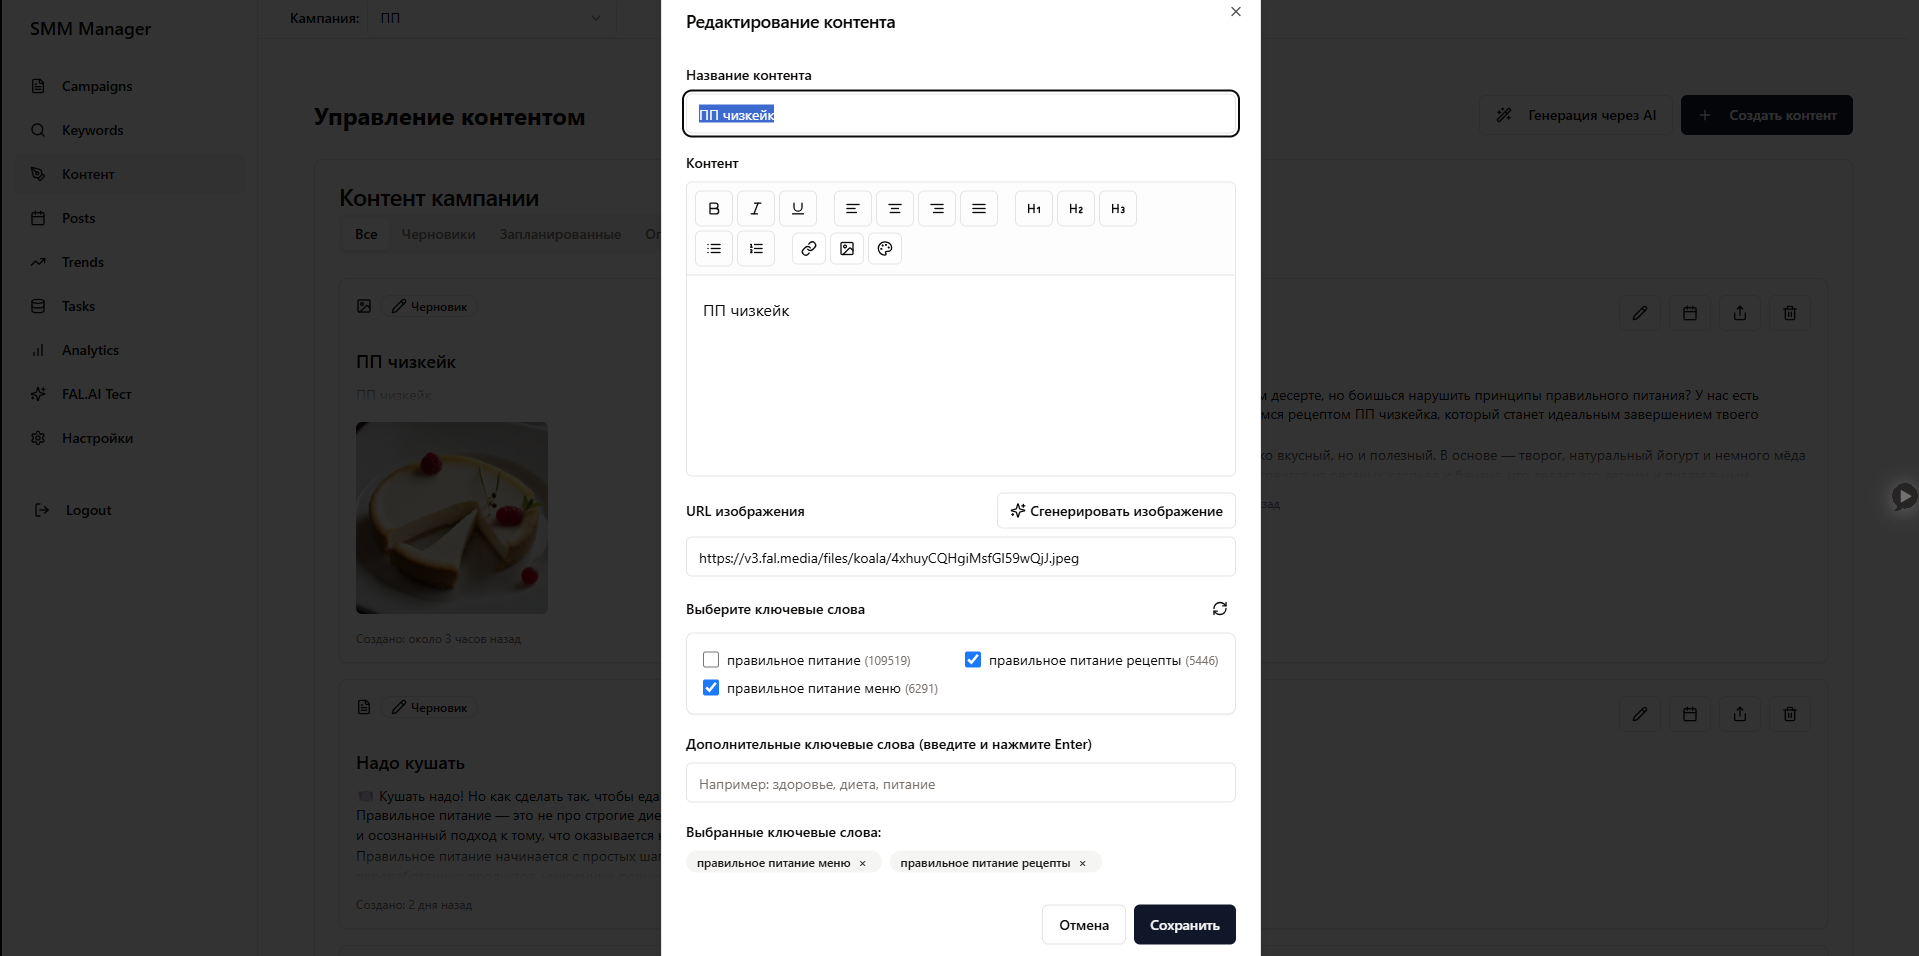 SMM Manager
Campaigns
Keywords
Контент
Posts
Trends
Tasks
Analytics
FAL.AI Тест
Настройки
Logout
Кампания: ПП
Управление контентом
Генерация через AI
Создать контент
Контент кампании
Все Черновики Запланированные
Черновик
ПП чизкейк
ПП чизкейк
Создано: около 3 часов назад
десерте, но боишься нарушить принципы правильного питания? У нас есть
рецептом ПП чизкейка, который станет идеальным завершением твоего
вкусный, но и полезный. В основе — творог, натуральный йогурт и немного мёда
Черновик
Надо кушать
Кушать надо! Но как сделать так, чтобы еда
Правильное питание — это не про строгие
и осознанный подход к тому, что оказывается
Правильное питание начинается с простых
Создано: 2 дня назад
Редактирование контента
Название контента
ПП чизкейк
Контент
B I U H1 H2 H3
ПП чизкейк
URL изображения
Сгенерировать изображение
https://v3.fal.media/files/koala/4xhuyCQHgiMsfGl59wQjJ.jpeg
Выберите ключевые слова
правильное питание (109519)
правильное питание рецепты (5446)
правильное питание меню (6291)
Дополнительные ключевые слова (введите и нажмите Enter)
Например: здоровье, диета, питание
Выбранные ключевые слова:
правильное питание меню ×
правильное питание рецепты ×
Отмена
Сохранить